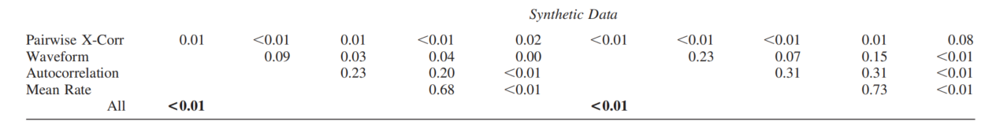 Synthetic Data
Pairwise X-Corr 0.01 <0.01 0.01 <0.01 0.02 <0.01 <0.01 <0.01 0.01 0.08
Waveform 0.09 0.03 0.04 0.00 0.23 0.07 0.15 <0.01
Autocorrelation 0.23 0.20 <0.01 0.31 0.31 <0.01
Mean Rate 0.68 <0.01 0.73 <0.01
All <0.01 <0.01